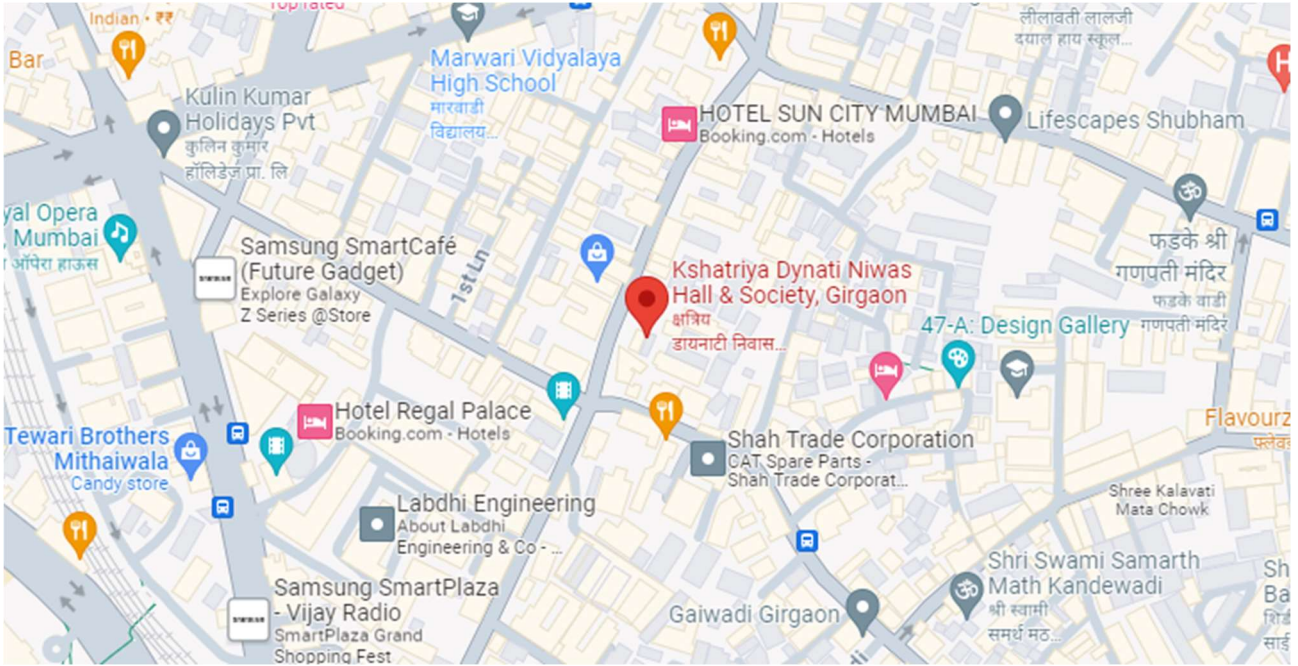 Indian • ₹₹
Top rated
Bar
Marwari Vidyalaya
High School
मारवाडी
विद्यालय...
लीलावती लालजी
दयाल हाय स्कूल...
H
Kulin Kumar
Holidays Pvt
कुलिन कुमार
हॉलिडेज प्रा. लि
HOTEL SUN CITY MUMBAI
Booking.com - Hotels
Lifescapes Shubham
yal Opera
Mumbai
ऑपेरा हाऊस
Samsung SmartCafé
(Future Gadget)
Explore Galaxy
Z Series @Store
1st Ln
Kshatriya Dynati Niwas
Hall & Society, Girgaon
क्षत्रिय
डायनाटी निवास...
फडके श्री
गणपती मंदिर
फडके वाडी
गणपती मंदिर
47-A: Design Gallery
Hotel Regal Palace
Booking.com - Hotels
Tewari Brothers
Mithaiwala
Candy store
Shah Trade Corporation
CAT Spare Parts -
Shah Trade Corporat...
Flavourz
Labdhi Engineering
About Labdhi
Engineering & Co - ...
Shree Kalavati
Mata Chowk
Samsung SmartPlaza
- Vijay Radio
SmartPlaza Grand
Shopping Fest
Gaiwadi Girgaon
Shri Swami Samarth
Math Kandewadi
श्री स्वामी
समर्थ मठ...
Sh
Ba
साई